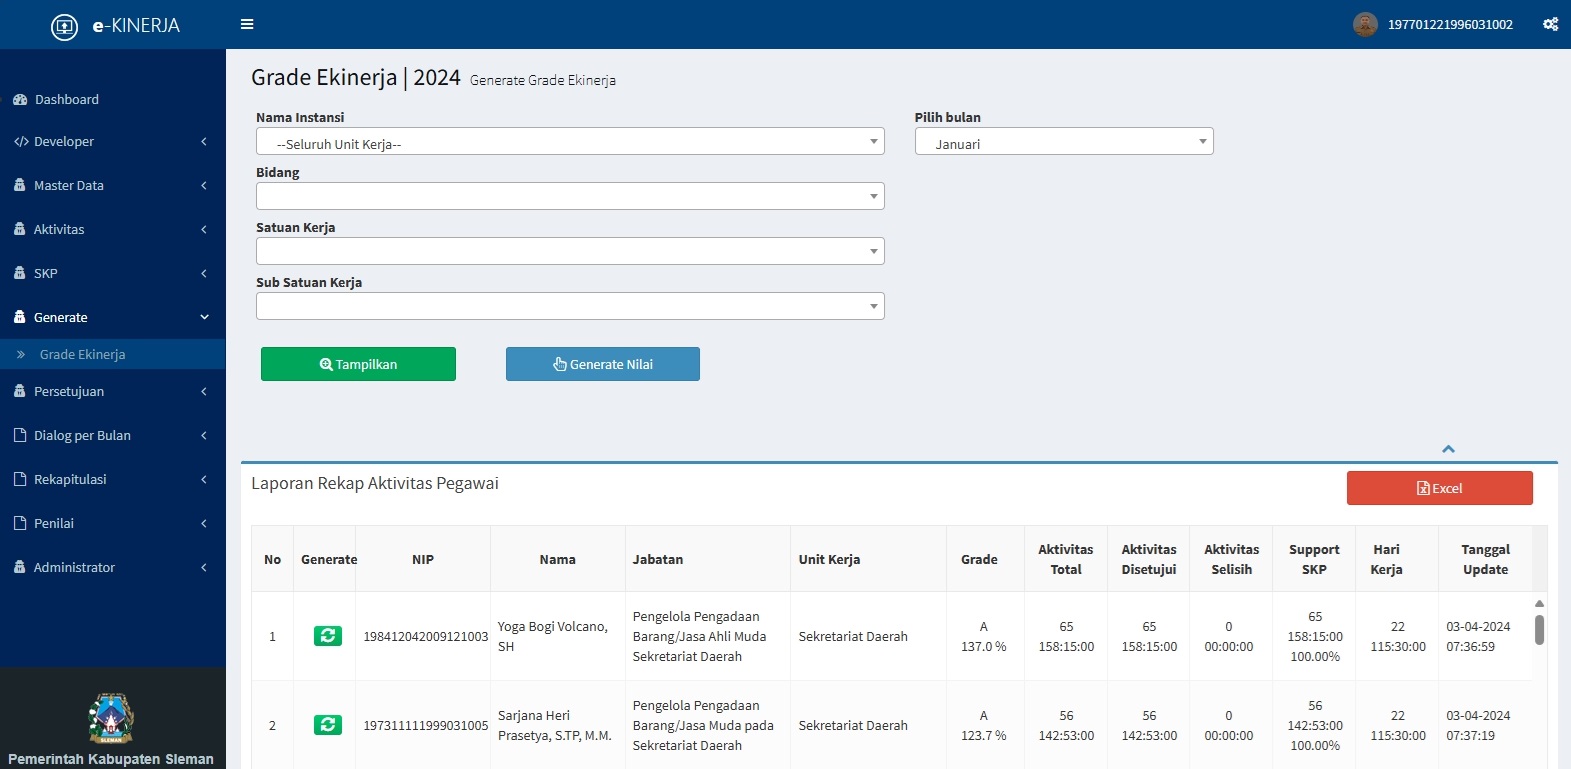 e-KINERJA
197701221996031002
Dashboard
Developer
Master Data
Aktivitas
SKP
Generate
Grade Ekinerja
Persetujuan
Dialog per Bulan
Rekapitulasi
Penilai
Administrator
SLEMAN
Pemerintah Kabupaten Sleman
Grade Ekinerja | 2024 Generate Grade Ekinerja
Nama Instansi
--Seluruh Unit Kerja--
Pilih bulan
Januari
Bidang
Satuan Kerja
Sub Satuan Kerja
Tampilkan
Generate Nilai
Laporan Rekap Aktivitas Pegawai
Excel
No
Generate
NIP
Nama
Jabatan
Unit Kerja
Grade
Aktivitas
Total
Aktivitas
Disetujui
Aktivitas
Selisih
Support
SKP
Hari
Kerja
Tanggal
Update
1
198412042009121003
Yoga Bogi Volcano,
SH
Pengelola Pengadaan
Barang/Jasa Ahli Muda
Sekretariat Daerah
Sekretariat Daerah
A
137.0 %
65
158:15:00
65
158:15:00
0
00:00:00
65
158:15:00
100.00%
22
115:30:00
03-04-2024
07:36:59
2
197311111999031005
Sarjana Heri
Prasetya, S.TP, M.M.
Pengelola Pengadaan
Barang/Jasa Muda pada
Sekretariat Daerah
Sekretariat Daerah
A
123.7 %
56
142:53:00
56
142:53:00
0
00:00:00
56
142:53:00
100.00%
22
115:30:00
03-04-2024
07:37:19